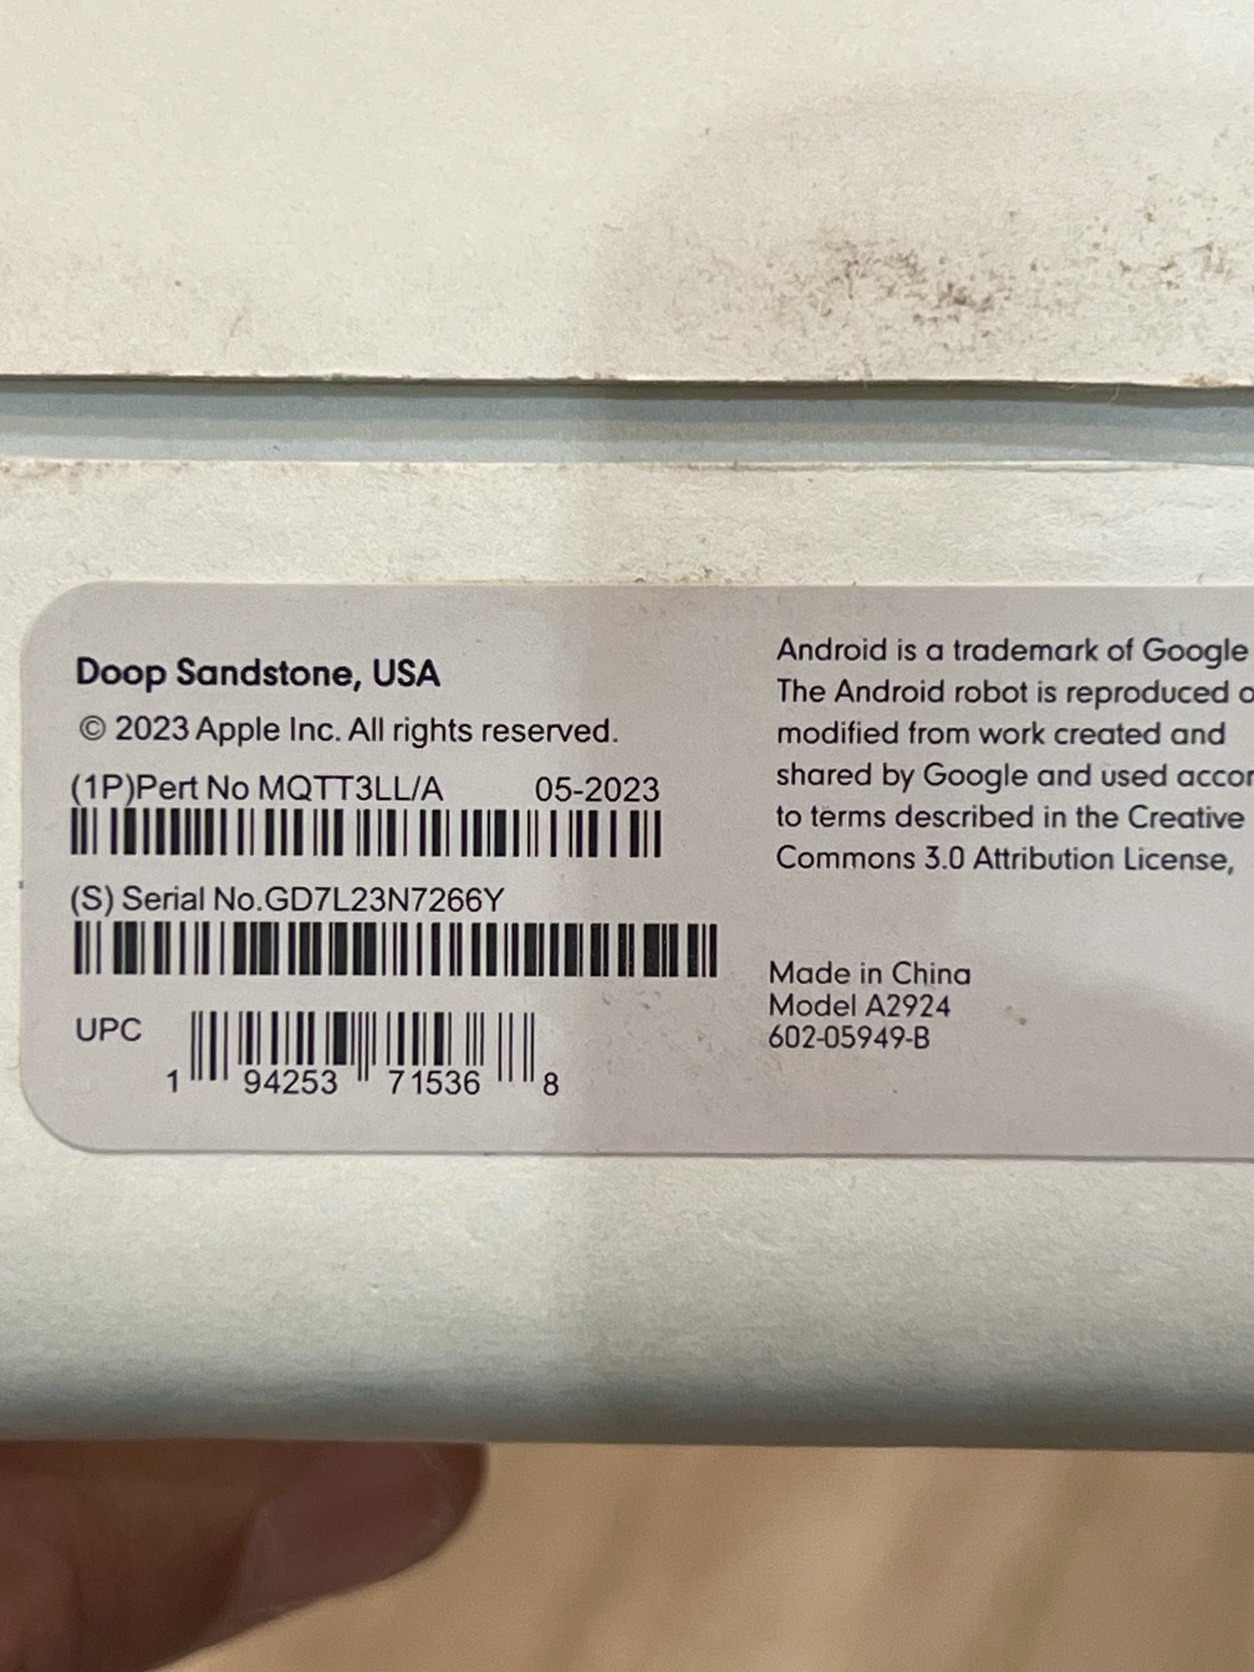 Doop Sandstone, USA
© 2023 Apple Inc. All rights reserved.
(1P)Pert No MQTT3LL/A 05-2023
(S) Serial No.GD7L23N7266Y
UPC
1 94253 71536 8
Android is a trademark of Google
The Android robot is reproduced
modified from work created and
shared by Google and used
to terms described in the Creative
Commons 3.0 Attribution License,
Made in China
Model A2924
602-05949-B